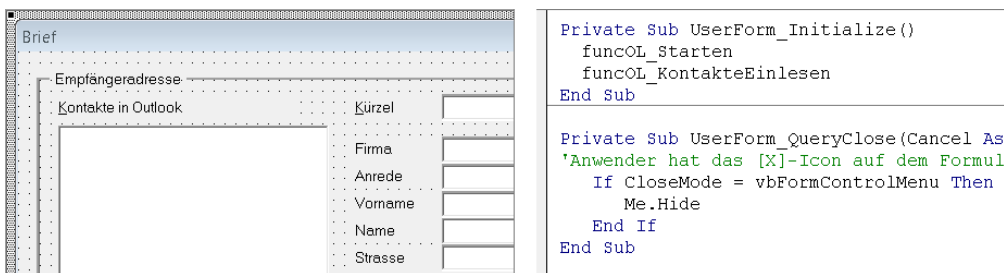 Brief
Empfängeradresse
Kontakte in Outlook
Kürzel
Firma
Anrede
Vorname
Name
Strasse
Private Sub UserForm_Initialize()
funcOL_Starten
funcOL_KontakteEinlesen
End Sub
Private Sub UserForm_QueryClose(Cancel As
'Anwender hat das [X]-Icon auf dem Formul
If CloseMode = vbFormControlMenu Then
Me.Hide
End If
End Sub